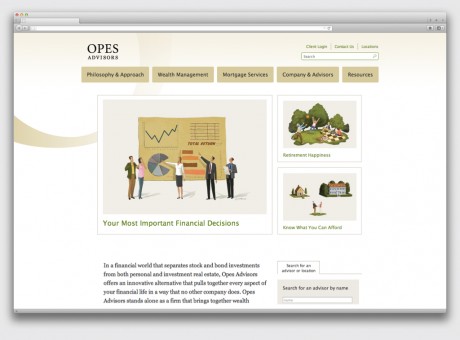 OPES
ADVISORS
Client Login Contact Us Locations
Search
Philosophy & Approach Wealth Management Mortgage Services Company & Advisors Resources
TOTAL RETURN
Your Most Important Financial Decisions
Retirement Happiness
Know What You Can Afford
In a financial world that separates stock and bond investments
from both personal and investment real estate, Opes Advisors
offers an innovative alternative that pulls together every aspect of
your financial life in a way that no other company does. Opes
Advisors stands alone as a firm that brings together wealth
Search for an
advisor or location
Search for an advisor by name